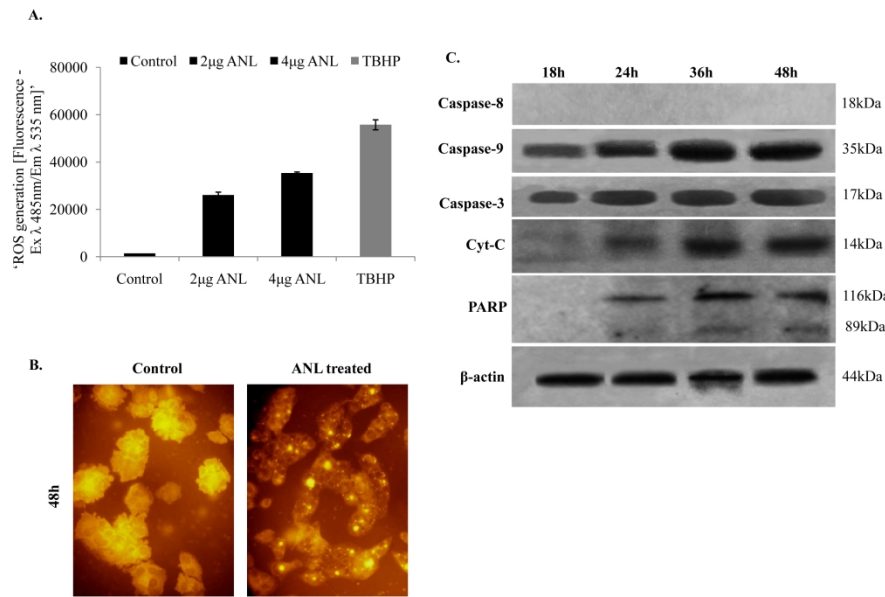 A.
Control 2μg ANL 4μg ANL TBHP
80000
60000
40000
20000
0
'ROS generation [Fluorescence -
Ex λ 485nm/Em λ 535 nm]'
Control 2μg ANL 4μg ANL TBHP
B.
Control ANL treated
48h
C.
18h 24h 36h 48h
Caspase-8 18kDa
Caspase-9 35kDa
Caspase-3 17kDa
Cyt-C 14kDa
PARP 116kDa
89kDa
β-actin 44kDa